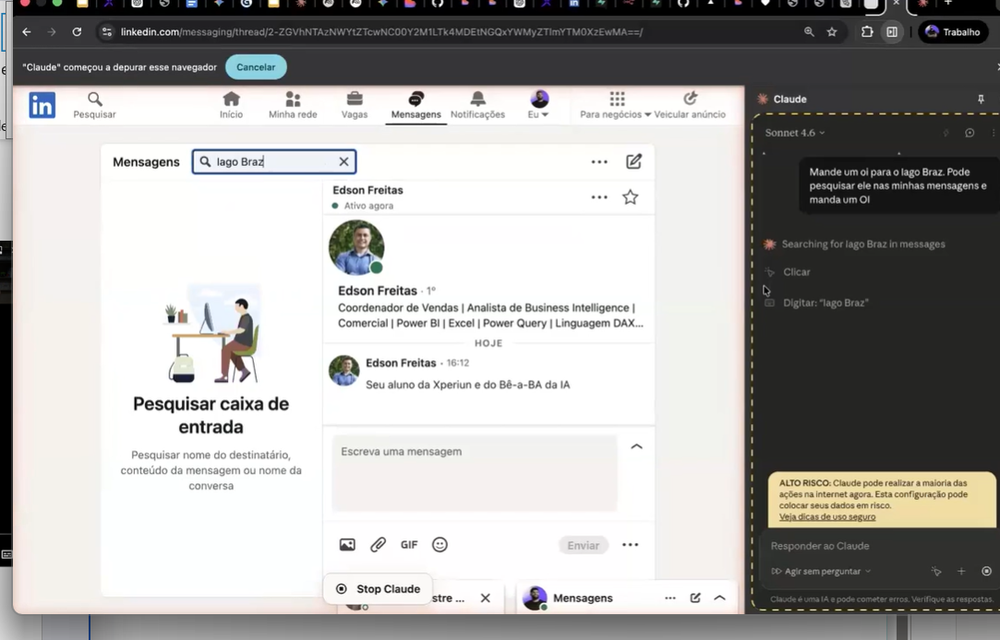 linkedin.com/messaging/thread/2-ZGVhNTAzNWYtZTcwNC00Y2M1LTk4MDEtNGQxYWMyZTlmYTM0XzEwMA==/
Trabalho
"Claude" começou a depurar esse navegador
Cancelar
in
Pesquisar
Início
Minha rede
Vagas
Mensagens
Notificações
Eu
Para negócios
Veicular anúncio
Mensagens
Iago Braz
Edson Freitas
Ativo agora
Edson Freitas · 1º
Coordenador de Vendas | Analista de Business Intelligence |
Comercial | Power BI | Excel | Power Query | Linguagem DAX...
HOJE
Edson Freitas · 16:12
Seu aluno da Xperiun e do Bê-a-BA da IA
Pesquisar caixa de
entrada
Pesquisar nome do destinatário,
conteúdo da mensagem ou nome da
conversa
Escreva uma mensagem
GIF
Enviar
Stop Claude
stre ...
Mensagens
Claude
Sonnet 4.6
Mande um oi para o Iago Braz. Pode
pesquisar ele nas minhas mensagens e
manda um OI
Searching for Iago Braz in messages
Clicar
Digitar: "Iago Braz"
ALTO RISCO: Claude pode realizar a maioria das
ações na internet agora. Esta configuração pode
colocar seus dados em risco.
Veja dicas de uso seguro
Responder ao Claude
Agir sem perguntar
Claude é uma IA e pode cometer erros. Verifique as respostas.